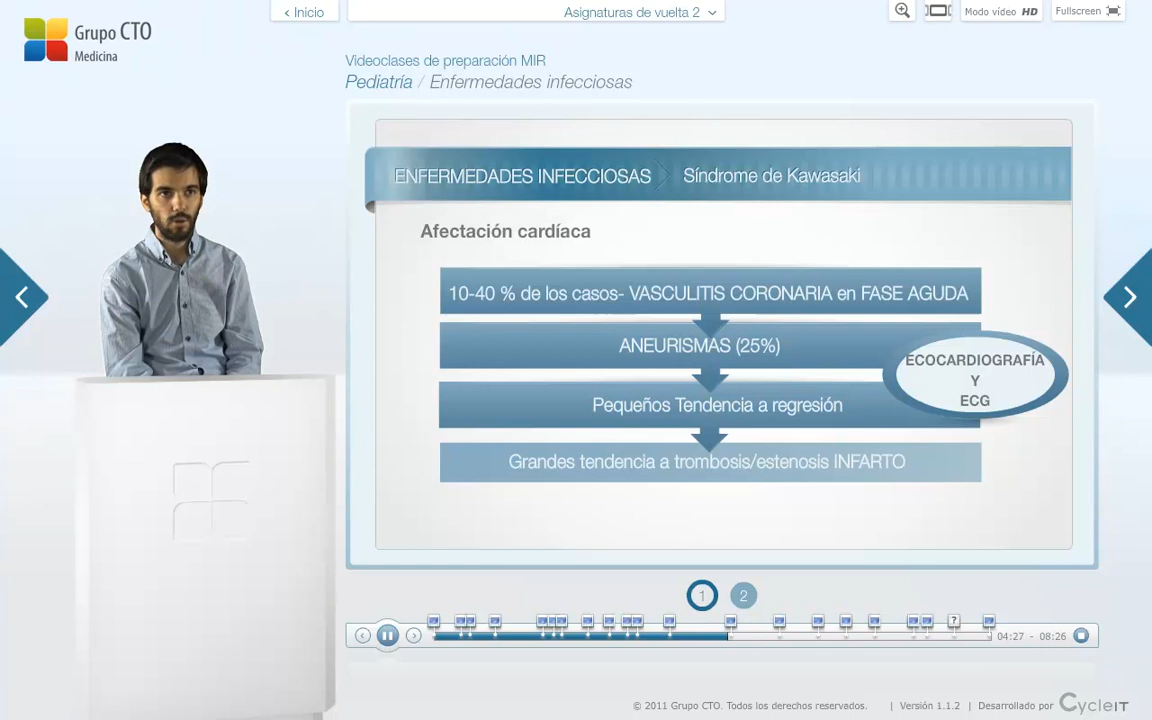 Grupo CTO
Medicina
‹ Inicio
Asignaturas de vuelta 2
Modo vídeo HD
Fullscreen
Videoclases de preparación MIR
Pediatría / Enfermedades infecciosas
ENFERMEDADES INFECCIOSAS
Síndrome de Kawasaki
Afectación cardíaca
10-40 % de los casos- VASCULITIS CORONARIA en FASE AGUDA
ANEURISMAS (25%)
Pequeños Tendencia a regresión
Grandes tendencia a trombosis/estenosis INFARTO
ECOCARDIOGRAFÍA
Y
ECG
1
2
?
04:27 - 08:26
© 2011 Grupo CTO. Todos los derechos reservados. | Versión 1.1.2 | Desarrollado por CycleIT